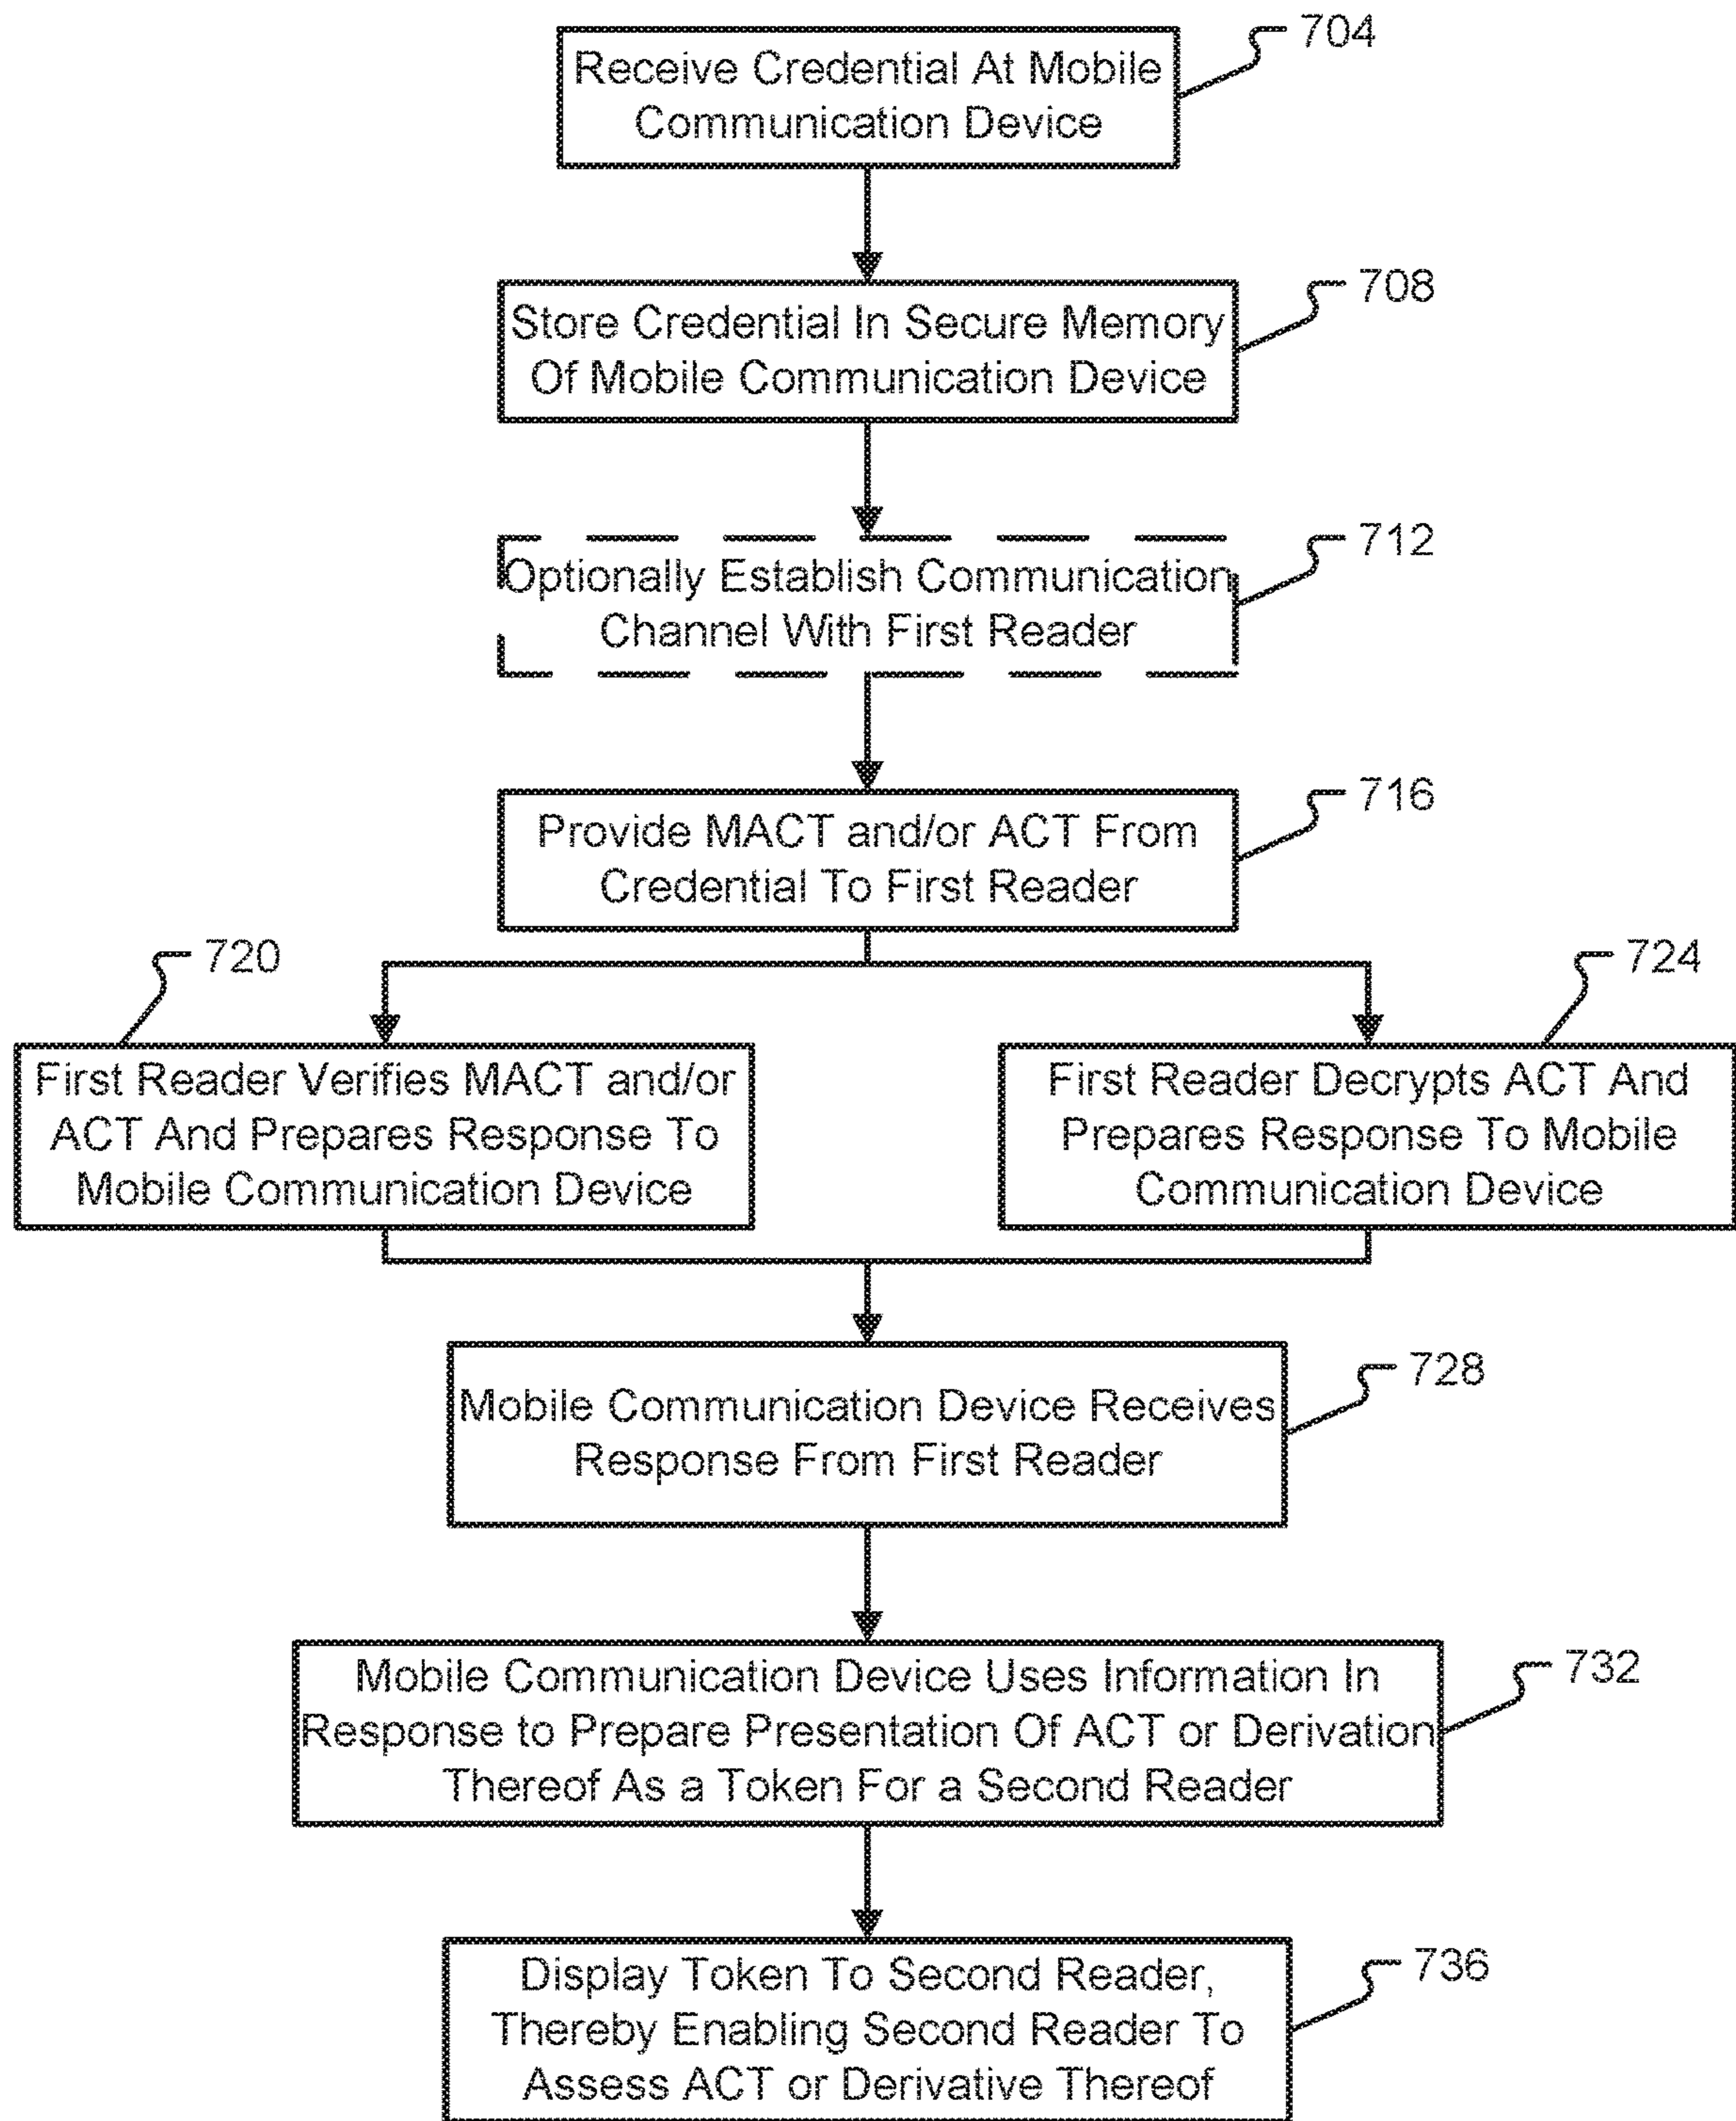 704
Receive Credential At Mobile
Communication Device
708
Store Credential In Secure Memory
Of Mobile Communication Device
712
Optionally Establish Communication
Channel With First Reader
716
Provide MACT and/or ACT From
Credential To First Reader
720
724
First Reader Verifies MACT and/or
ACT And Prepares Response To
Mobile Communication Device
First Reader Decrypts ACT And
Prepares Response To Mobile
Communication Device
728
Mobile Communication Device Receives
Response From First Reader
732
Mobile Communication Device Uses Information In
Response to Prepare Presentation Of ACT or Derivation
Thereof As a Token For a Second Reader
736
Display Token To Second Reader,
Thereby Enabling Second Reader To
Assess ACT or Derivative Thereof